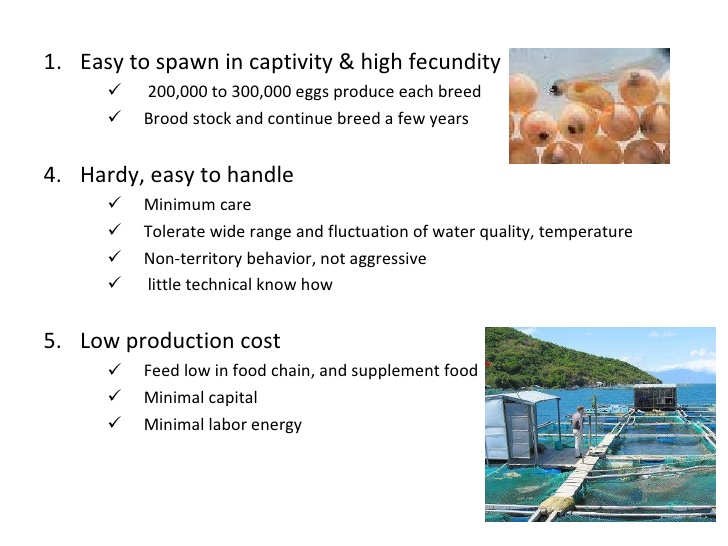 1. Easy to spawn in captivity & high fecundity
✓ 200,000 to 300,000 eggs produce each breed
✓ Brood stock and continue breed a few years
4. Hardy, easy to handle
✓ Minimum care
✓ Tolerate wide range and fluctuation of water quality, temperature
✓ Non-territory behavior, not aggressive
✓ little technical know how
5. Low production cost
✓ Feed low in food chain, and supplement food
✓ Minimal capital
✓ Minimal labor energy